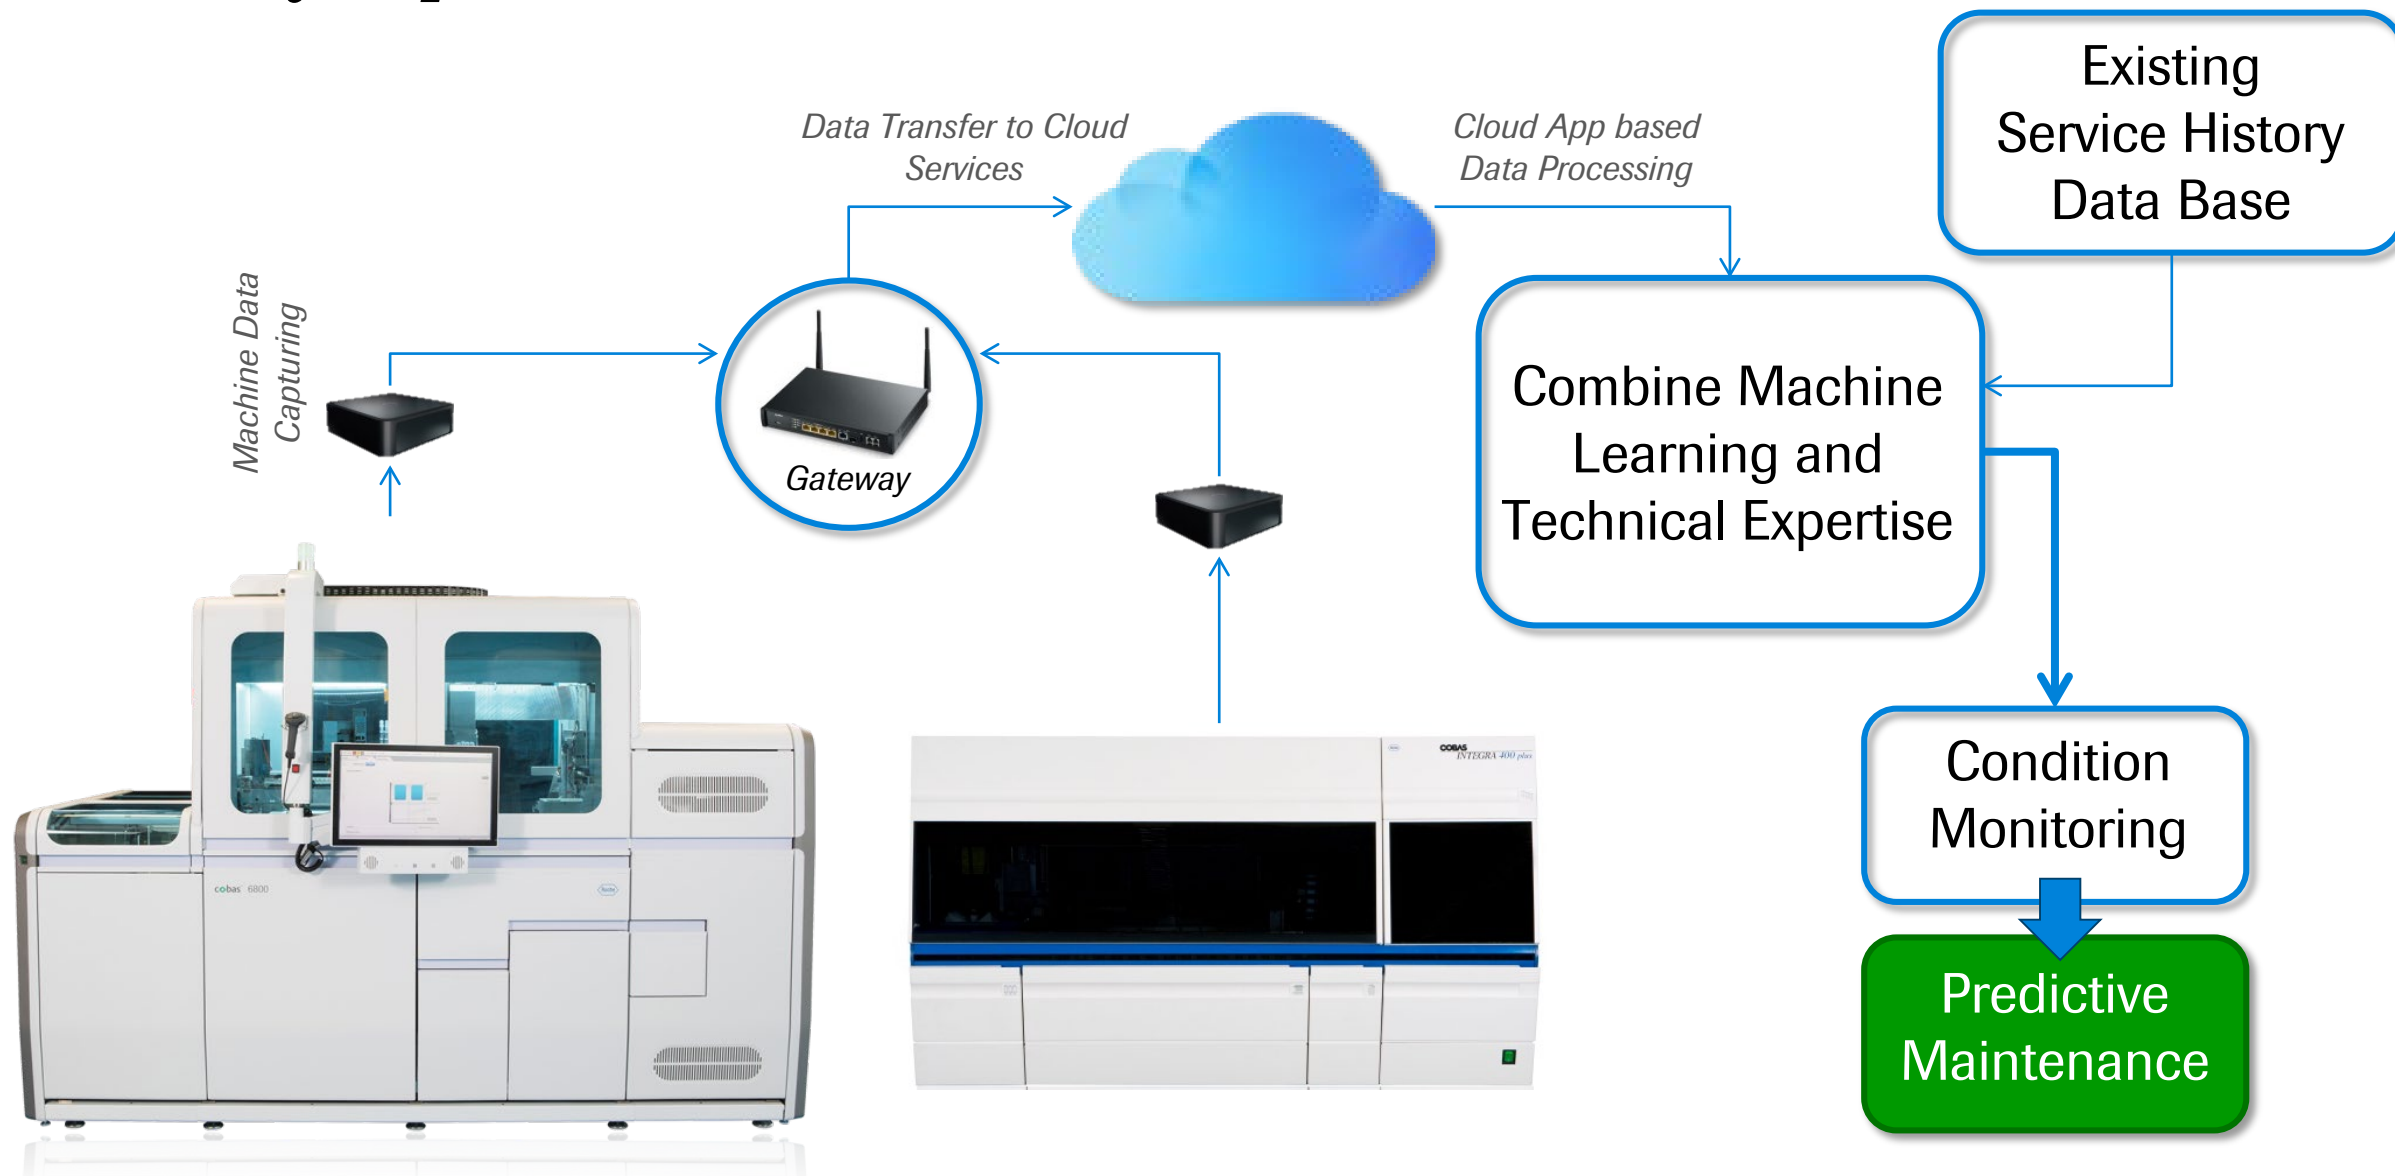 Existing
Service History
Data Base
Data Transfer to Cloud
Services
Cloud App based
Data Processing
Machine Data
Capturing
Gateway
Combine Machine
Learning and
Technical Expertise
Condition
Monitoring
Predictive
Maintenance
cobas 6800
Roche
COBAS
INTEGRA 400 plus